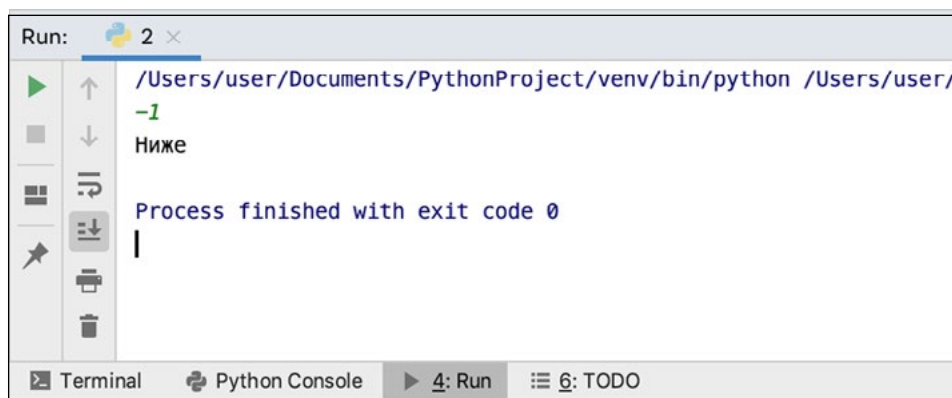 Run: 2 ×
/Users/user/Documents/PythonProject/venv/bin/python /Users/user/
-1
Ниже
Process finished with exit code 0
Terminal Python Console 4: Run 6: TODO